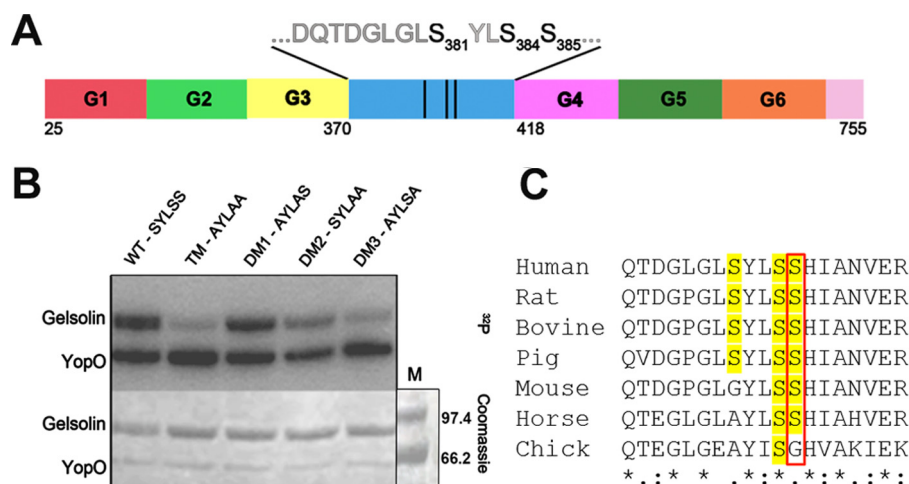 A
...DQTDGLGLS381YLS384S385...
G1 G2 G3 G4 G5 G6
25 370 418 755
B
WT - SYLSS
TM - AYLAA
DM1 - AYLAS
DM2 - SYLAA
DM3 - AYLSA
Gelsolin
YopO
32P
Gelsolin
YopO
M
97.4
66.2
Coomassie
C
Human QTDGLGLSYLSSHIANVER
Rat QTDGPGLSYLSSHIANVER
Bovine QTDGPGLSYLSSHIANVER
Pig QVDGPGLSYLSSHIANVER
Mouse QTDGPGLGYLSSHIANVER
Horse QTEGLGLAYLSSHIAHVER
Chick QTEGLGEAYISGHVAKIEK
*.:* * .*:*.*:*.:*: